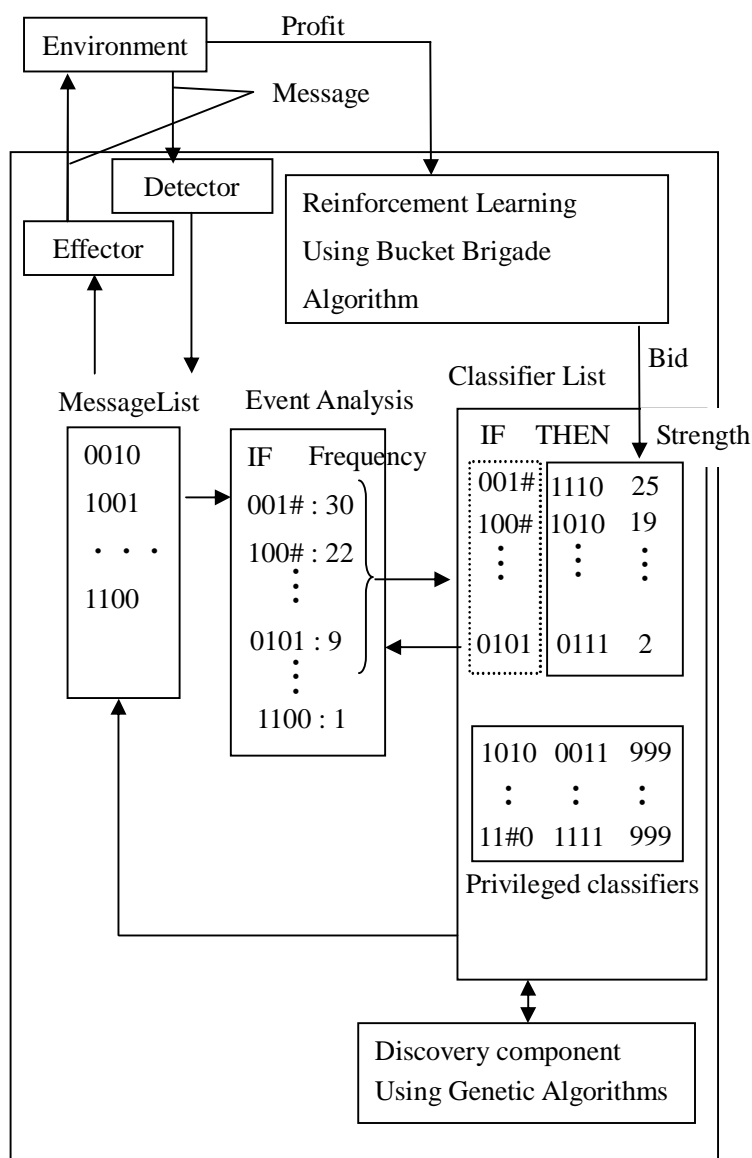 Profit
Environment
Message
Detector
Reinforcement Learning
Using Bucket Brigade
Algorithm
Effector
Bid
Classifier List
MessageList
Event Analysis
0010
1001
. . .
1100
IF Frequency
001# : 30
100# : 22
⋮
0101 : 9
⋮
1100 : 1
IF THEN Strength
001# 1110 25
100# 1010 19
⋮ ⋮ ⋮
0101 0111 2
1010 0011 999
: : :
11#0 1111 999
Privileged classifiers
Discovery component
Using Genetic Algorithms